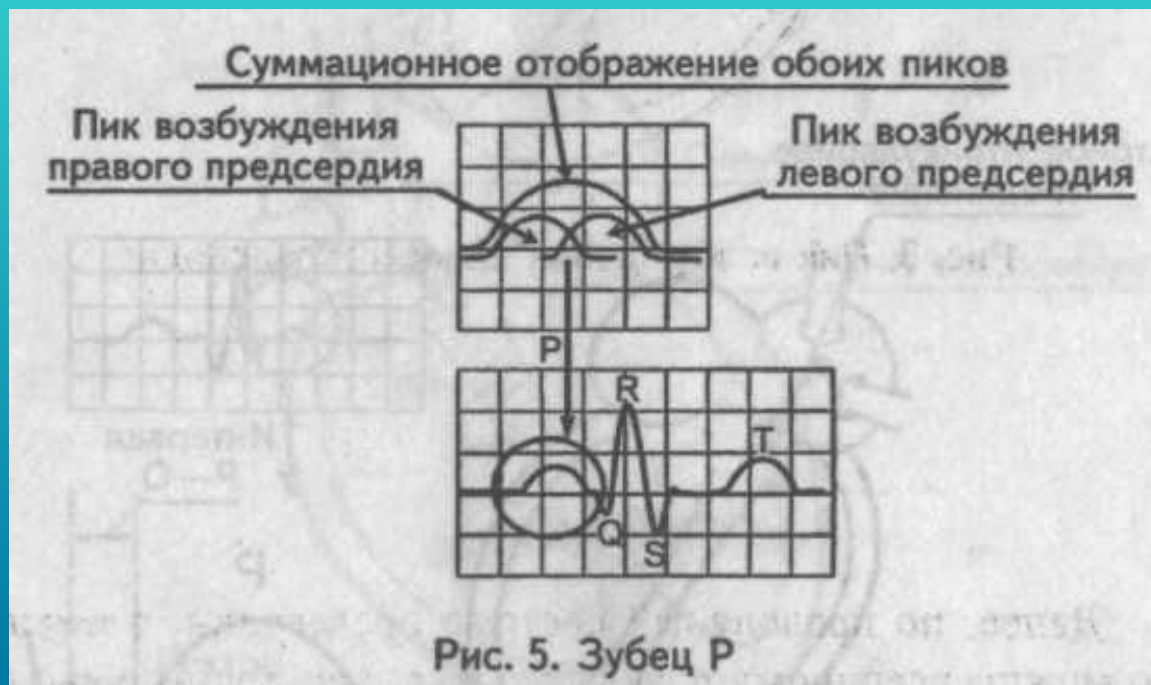 Суммационное отображение обоих пиков
Пик возбуждения
правого предсердия
Пик возбуждения
левого предсердия
P
R
T
Q
S
Рис. 5. Зубец Р